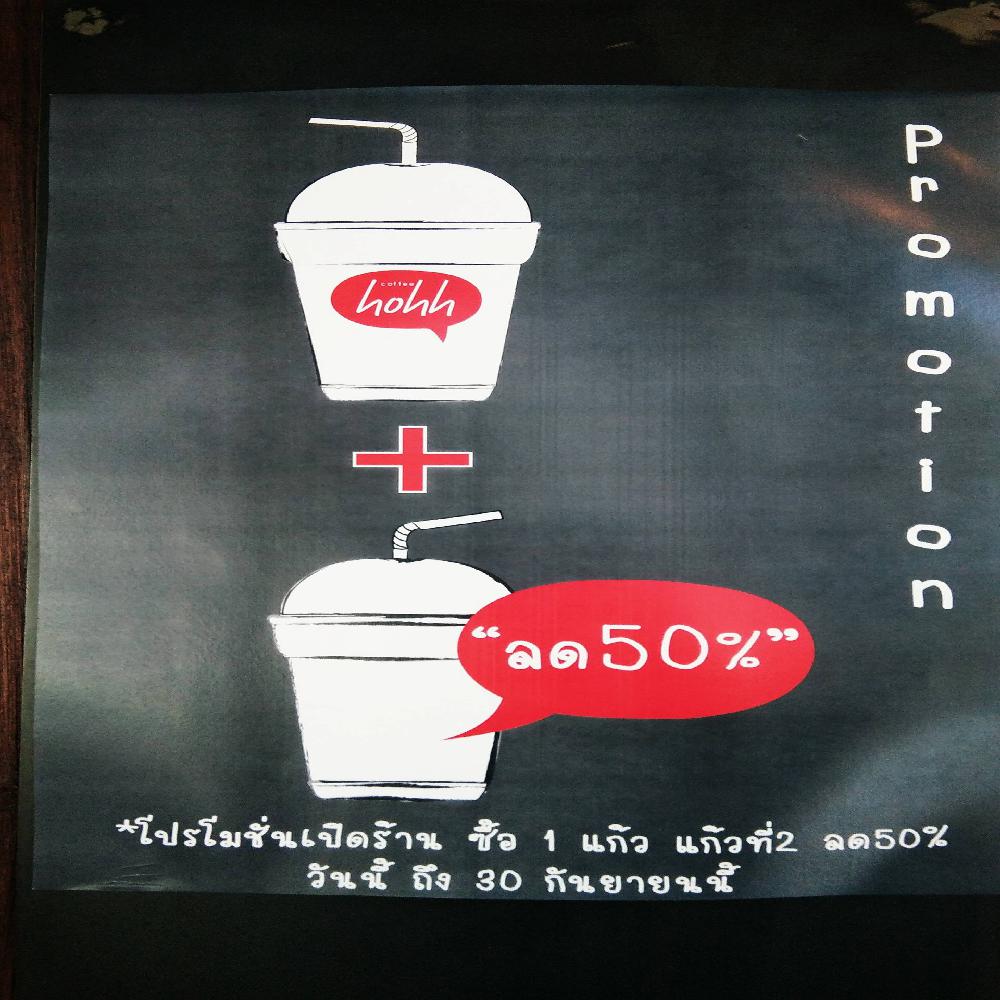 Promotion
coffee
hohh
+
“ลด50%”
*โปรโมชั่นเปิดร้าน ซื้อ 1 แก้ว แก้วที่2 ลด50%
วันนี้ ถึง 30 กันยายนนี้